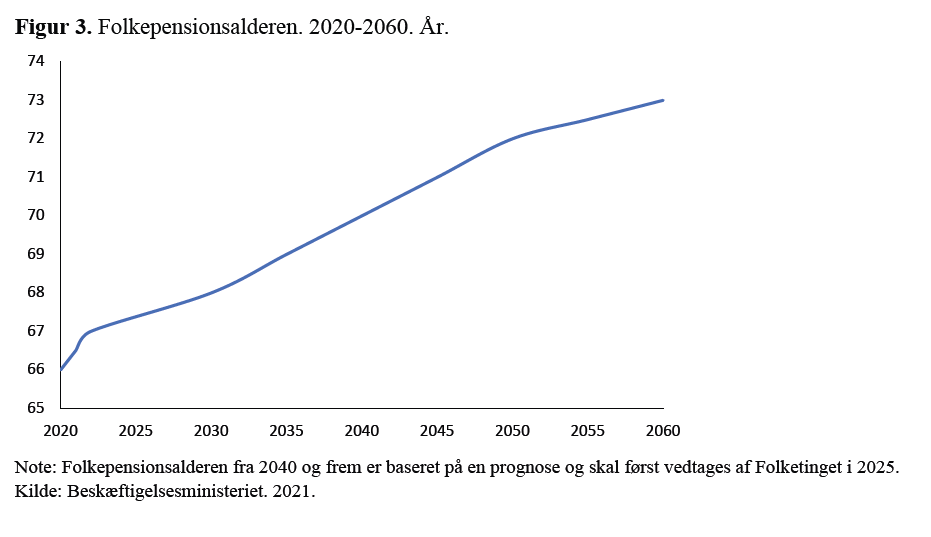 Figur 3. Folkepensionsalderen. 2020-2060. År.
74
73
72
71
70
69
68
67
66
65
2020 2025 2030 2035 2040 2045 2050 2055 2060
Note: Folkepensionsalderen fra 2040 og frem er baseret på en prognose og skal først vedtages af Folketinget i 2025.
Kilde: Beskæftigelsesministeriet. 2021.